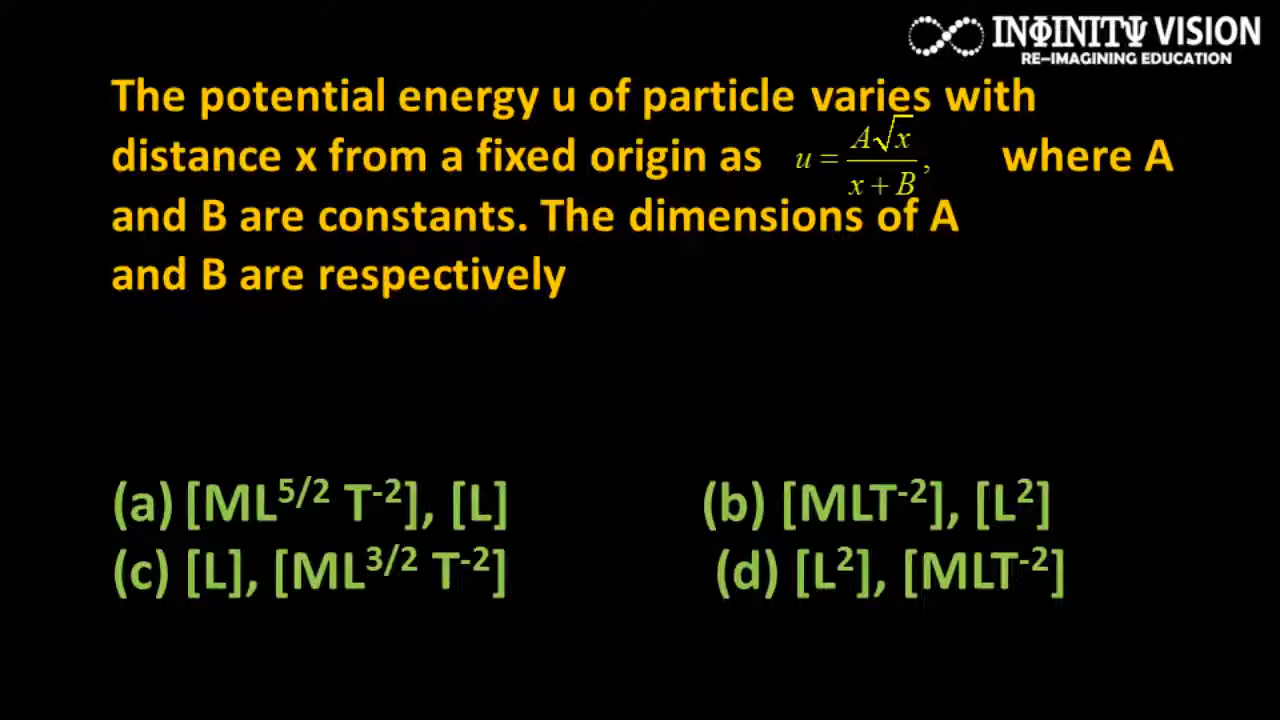 INΦINITΨ VISION
RE-IMAGINING EDUCATION
The potential energy u of particle varies with
distance x from a fixed origin as u = A√x / x + B, where A
and B are constants. The dimensions of A
and B are respectively
(a) [ML^5/2 T^-2], [L] (b) [MLT^-2], [L^2]
(c) [L], [ML^3/2 T^-2] (d) [L^2], [MLT^-2]